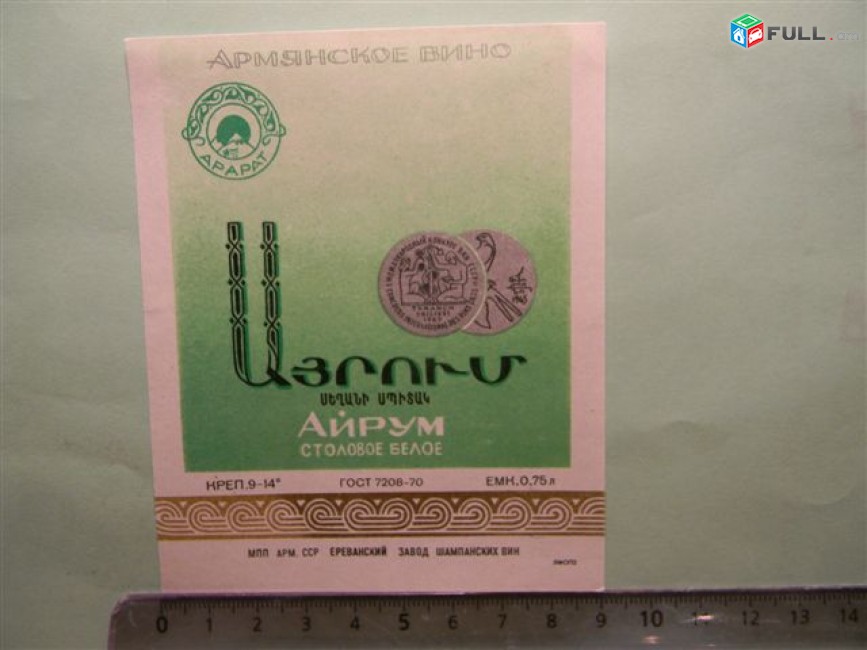 FULL
АРМЯНСКОЕ ВИНО
АРАРАТ
ԱՅՐՈՒՄ
ՍԵՂԱՆԻ ՍՊԻՏԱԿ
АЙРУМ
СТОЛОВОЕ БЕЛОЕ
КРЕП. 9-14° ГОСТ 7208-70 ЕМК. 0,75 л
МПП АРМ. ССР ЕРЕВАНСКИЙ ЗАВОД ШАМПАНСКИХ ВИН
0 1 2 3 4 5 6 7 8 9 10 11 12 13 14